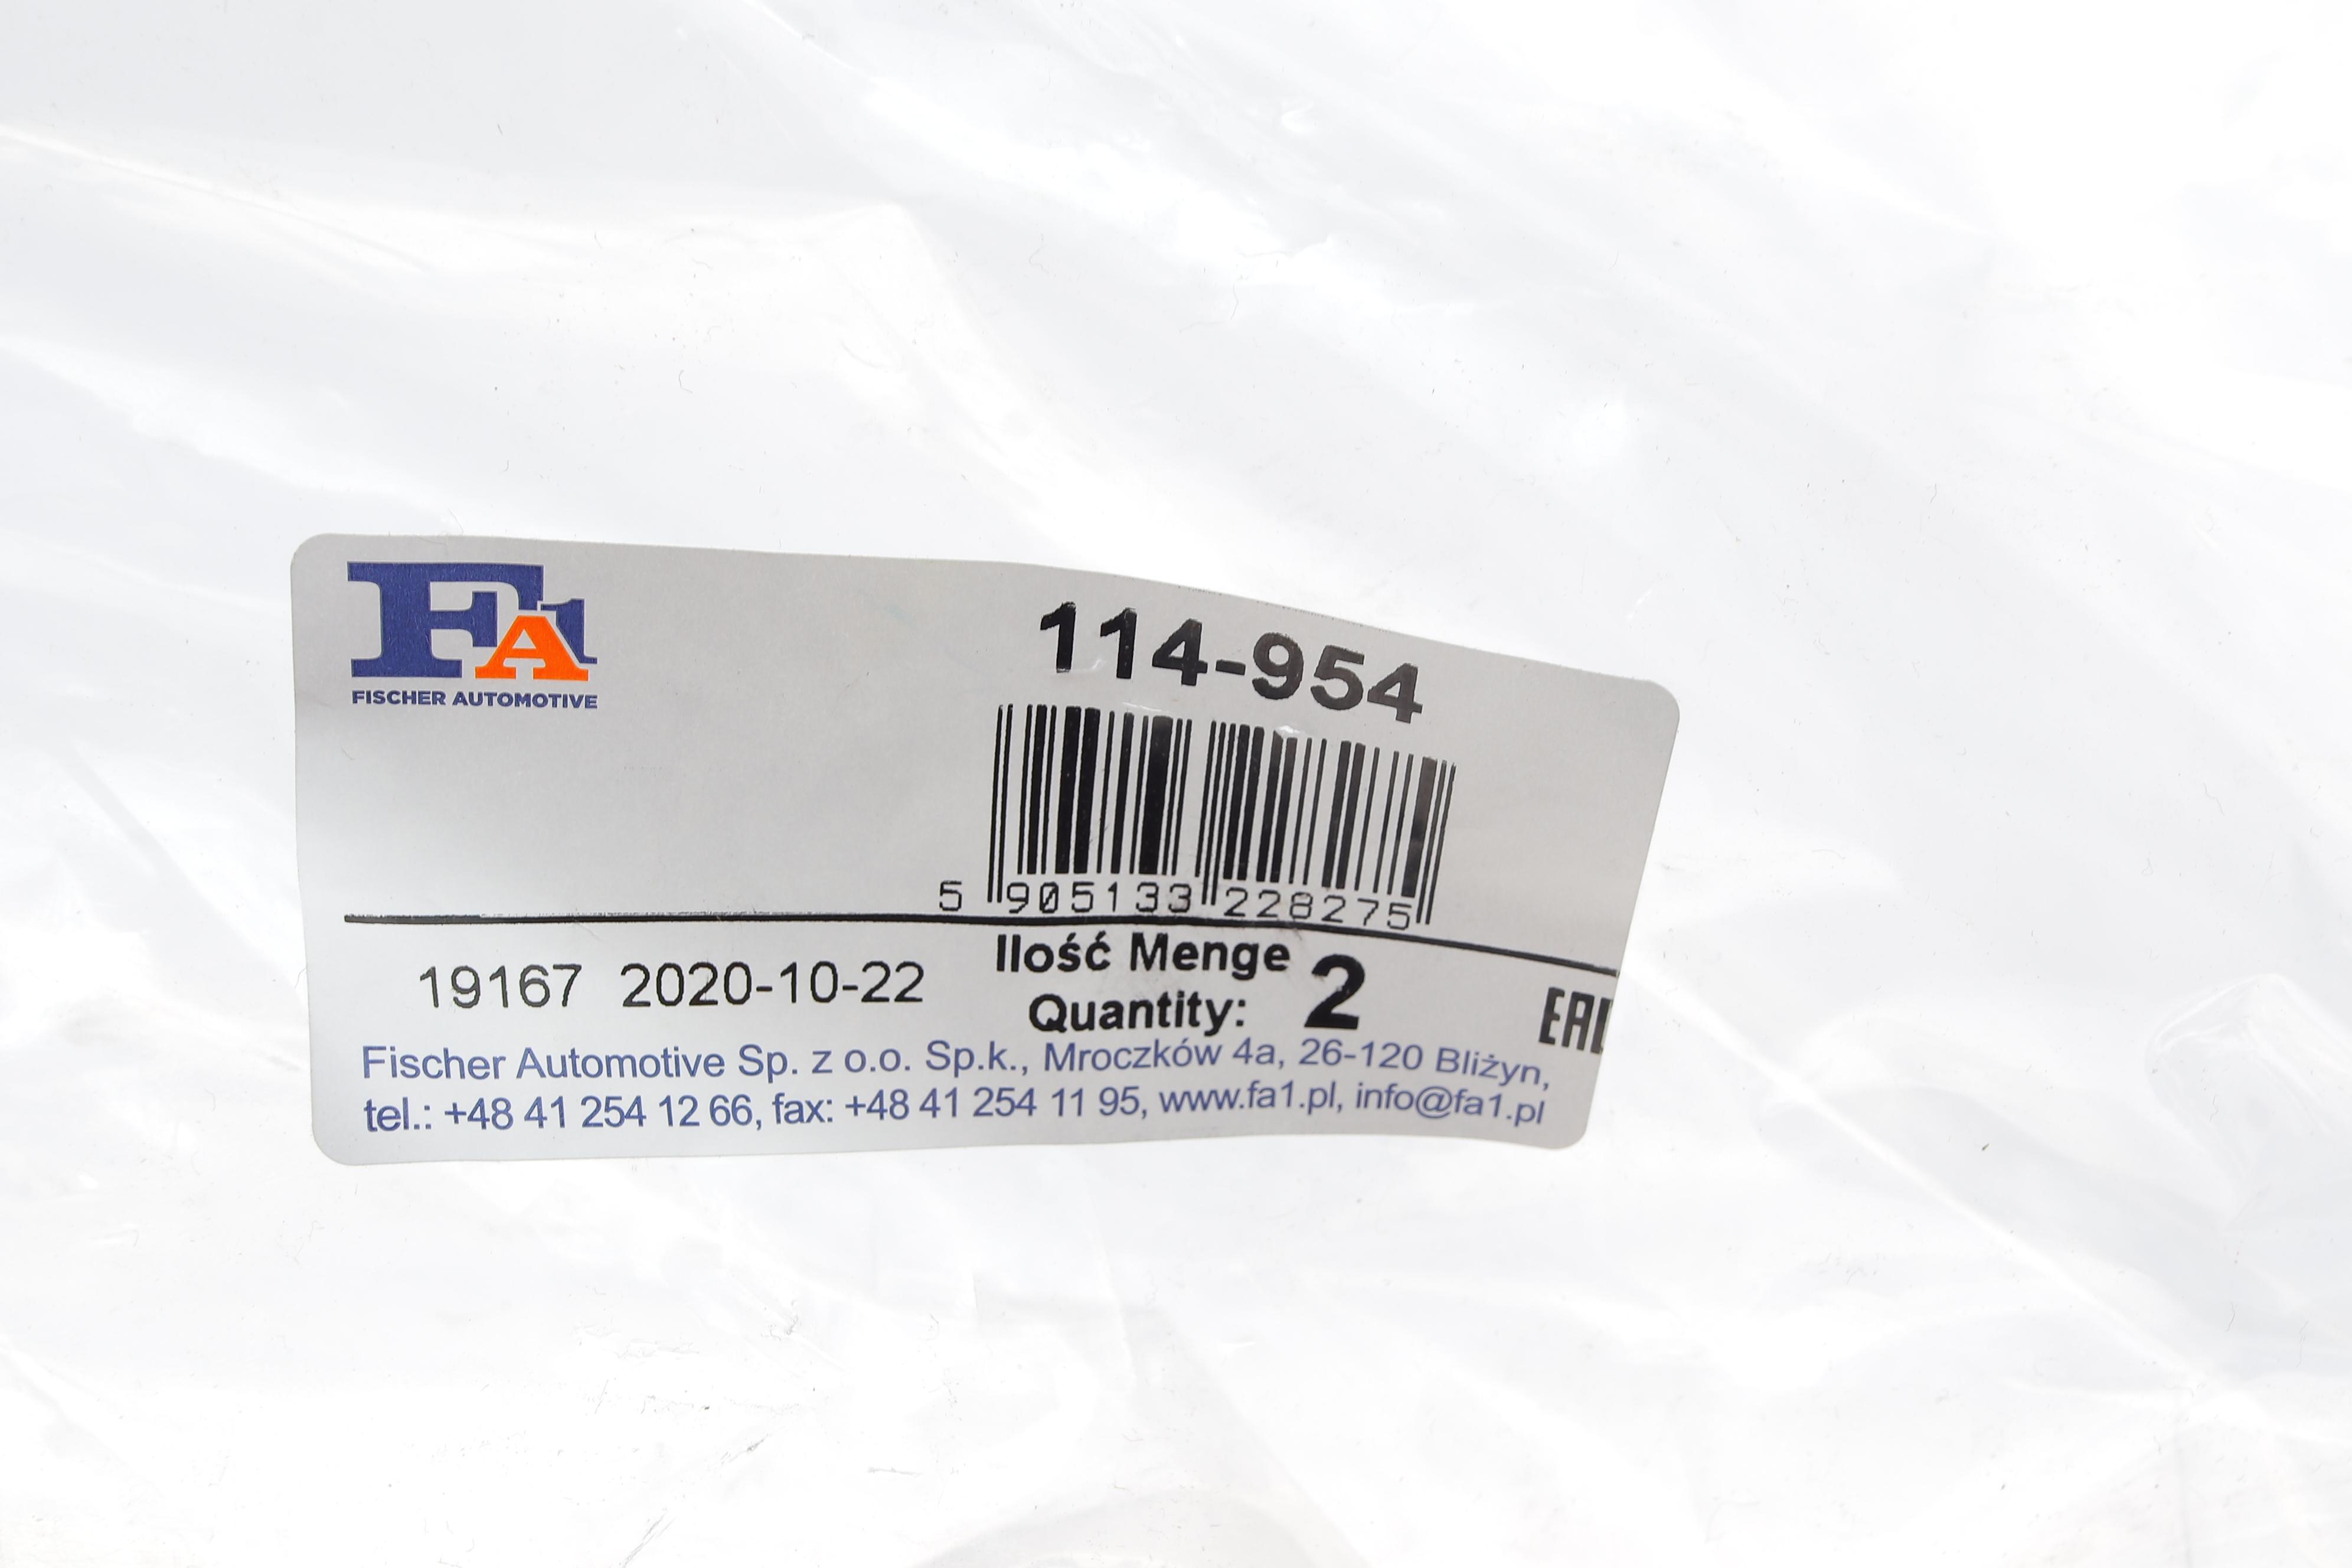 FA1
FISCHER AUTOMOTIVE
114-954
5 905133 228275
19167 2020-10-22
Ilość Menge
Quantity: 2
EAC
Fischer Automotive Sp. z o.o. Sp.k., Mroczków 4a, 26-120 Bliżyn,
tel.: +48 41 254 12 66, fax: +48 41 254 11 95, www.fa1.pl, info@fa1.pl